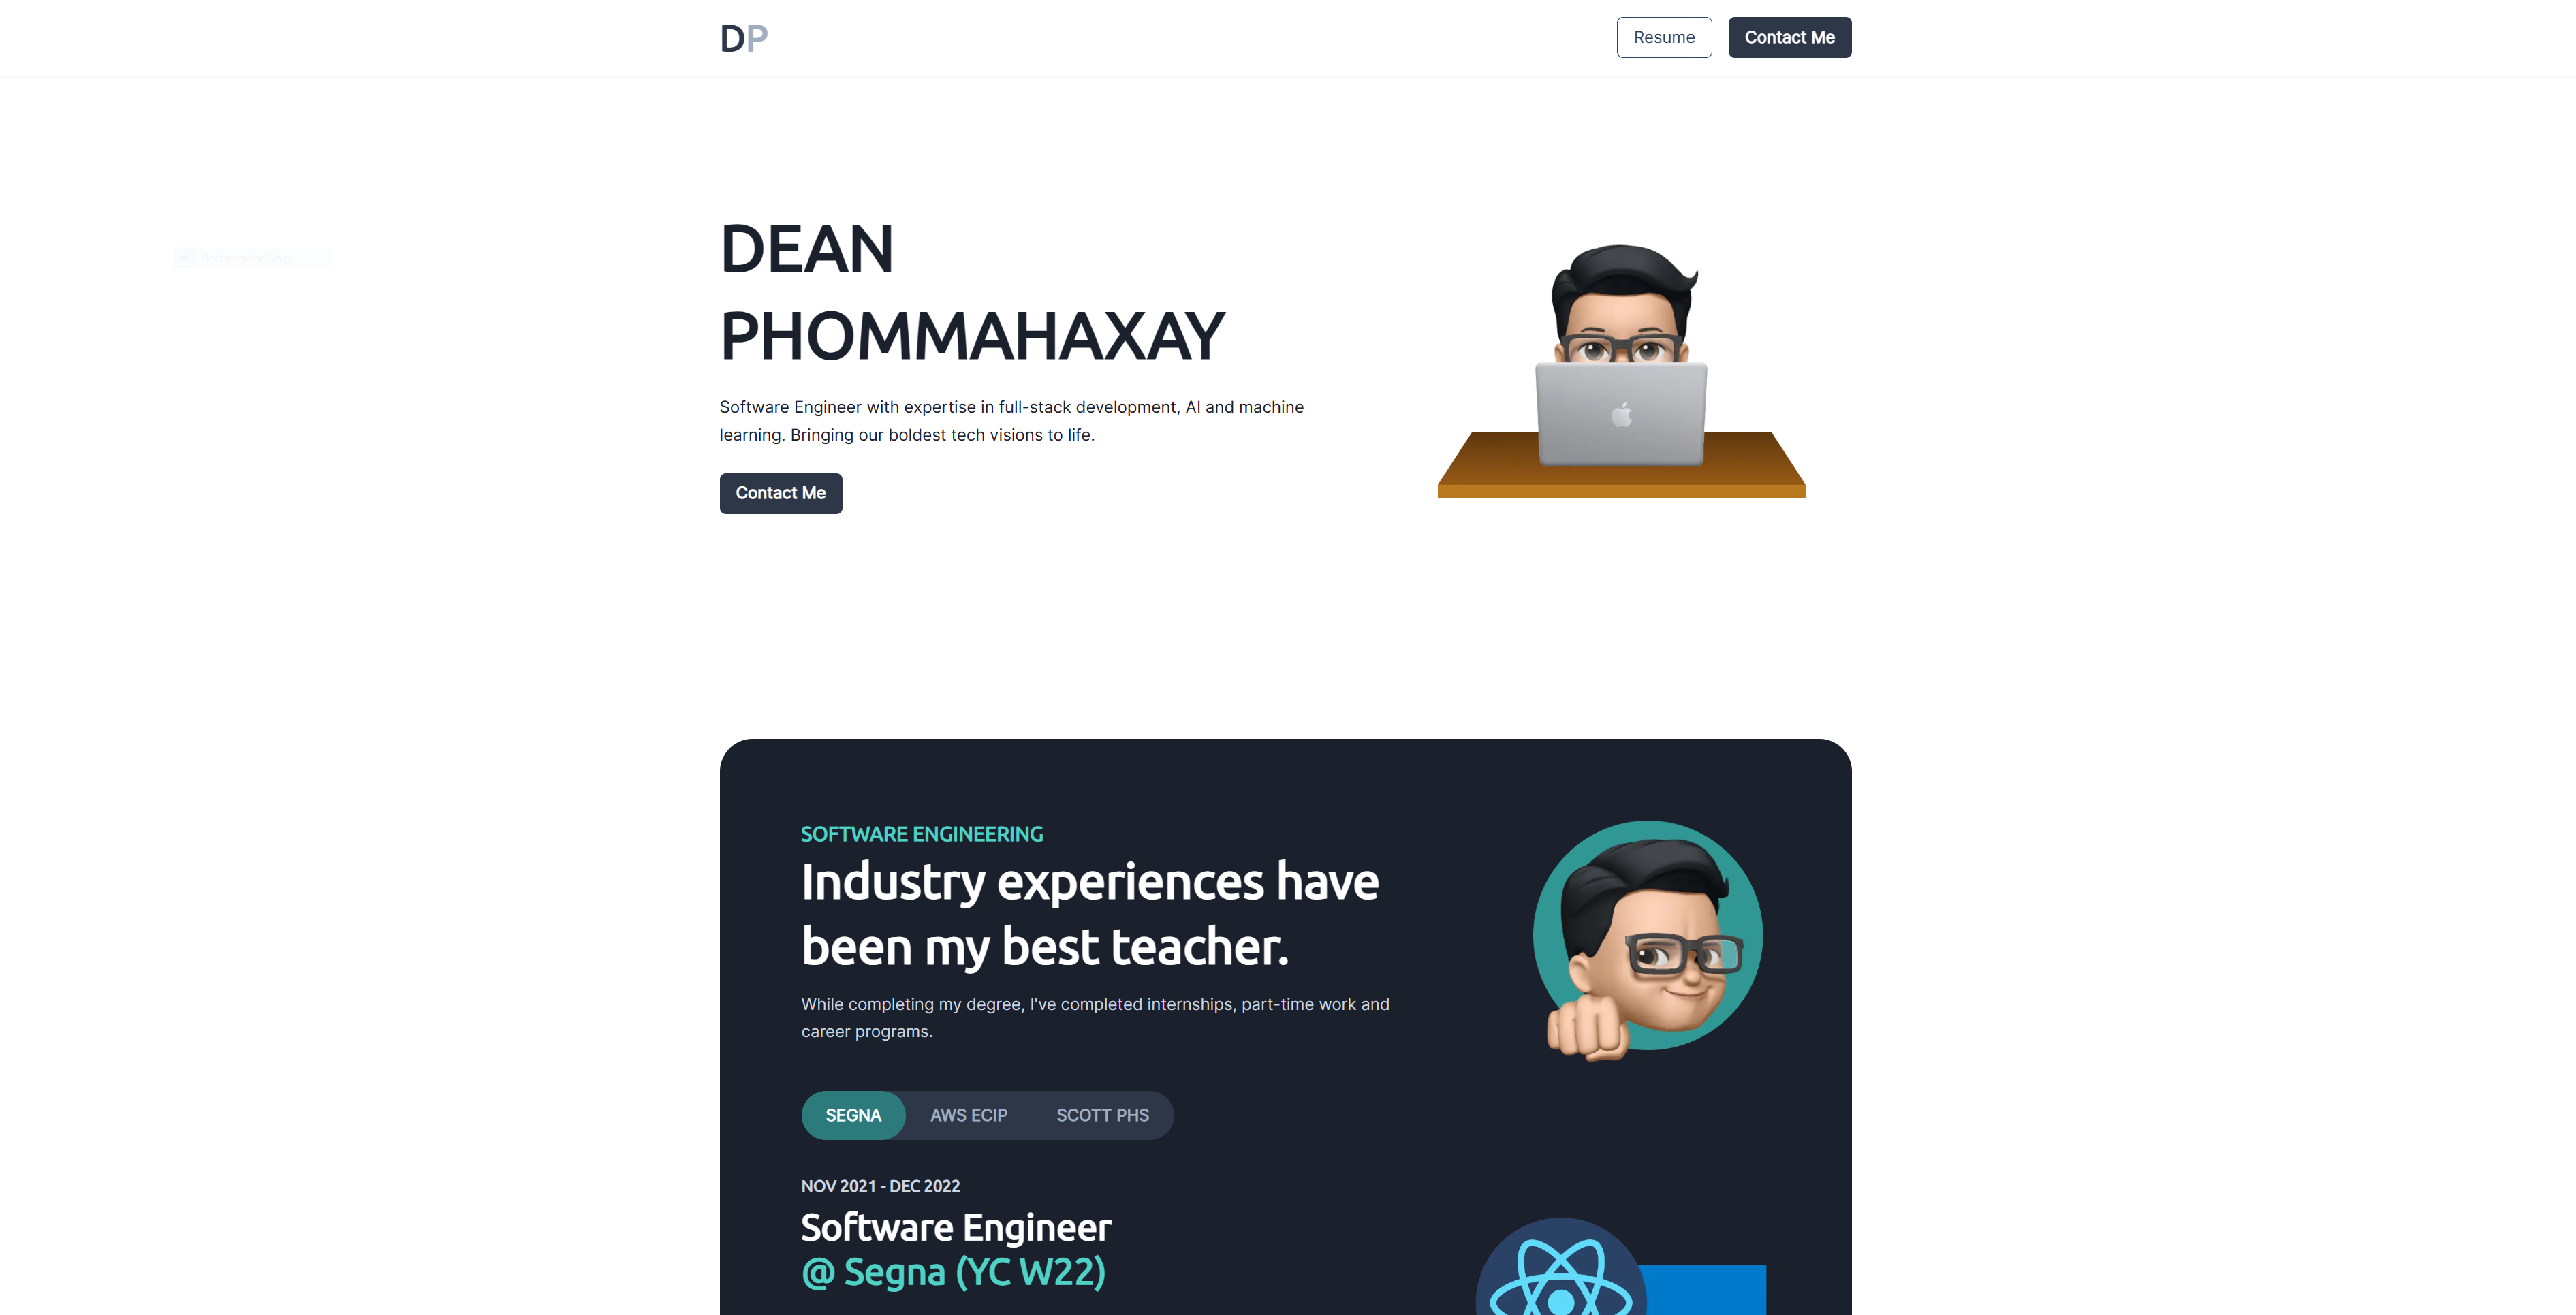 DP
Resume
Contact Me
DEAN
PHOMMAHAXAY
Software Engineer with expertise in full-stack development, AI and machine
learning. Bringing our boldest tech visions to life.
Contact Me
SOFTWARE ENGINEERING
Industry experiences have
been my best teacher.
While completing my degree, I've completed internships, part-time work and
career programs.
SEGNA
AWS ECIP
SCOTT PHS
NOV 2021 - DEC 2022
Software Engineer
@ Segna (YC W22)